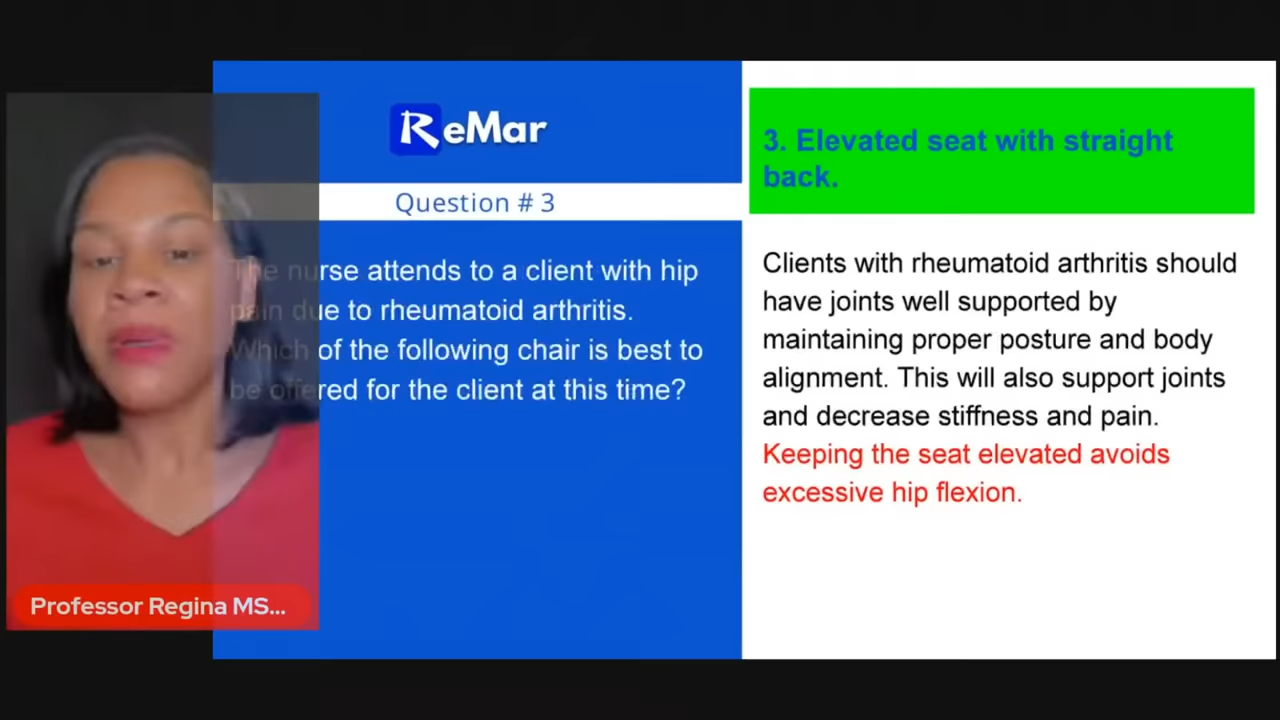 ReMar
Question # 3
The nurse attends to a client with hip
pain due to rheumatoid arthritis.
Which of the following chair is best to
be offered for the client at this time?
3. Elevated seat with straight
back.
Clients with rheumatoid arthritis should
have joints well supported by
maintaining proper posture and body
alignment. This will also support joints
and decrease stiffness and pain.
Keeping the seat elevated avoids
excessive hip flexion.
Professor Regina MS...